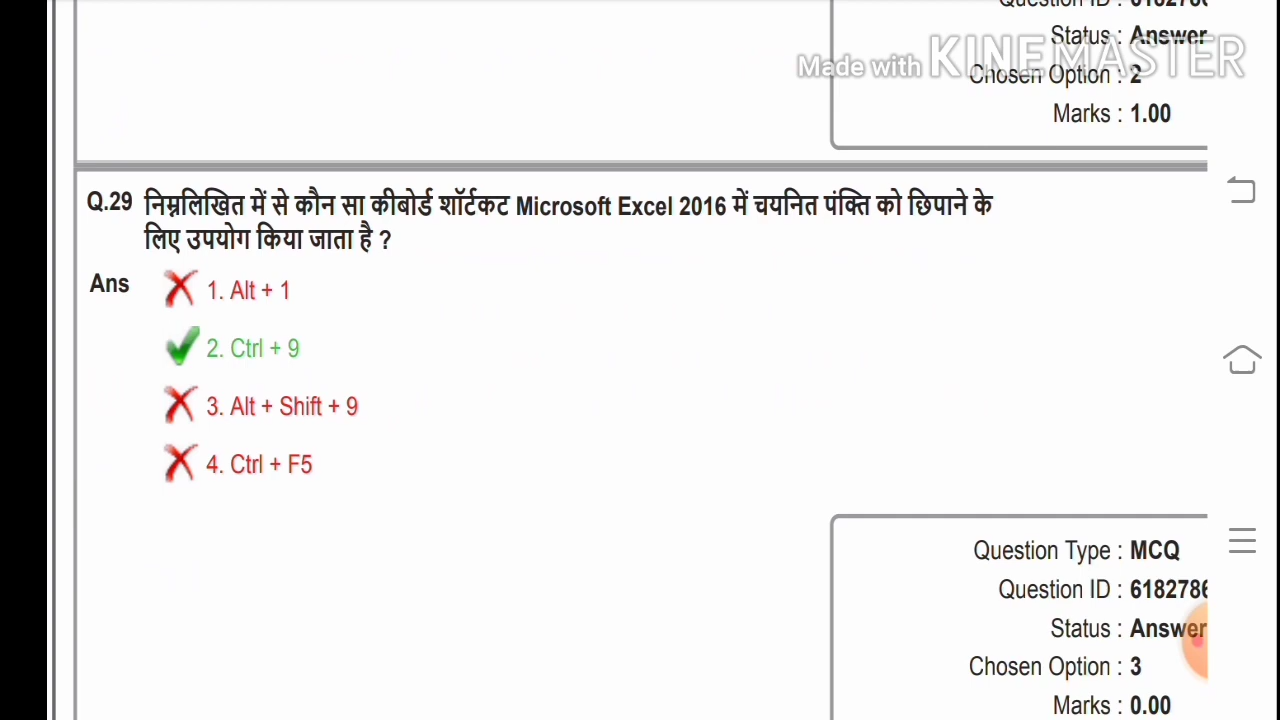 Status : Answer
Made with KINEMASTER
Chosen Option : 2
Marks : 1.00
Q.29 निम्नलिखित में से कौन सा कीबोर्ड शॉर्टकट Microsoft Excel 2016 में चयनित पंक्ति को छिपाने के
लिए उपयोग किया जाता है ?
Ans
1. Alt + 1
2. Ctrl + 9
3. Alt + Shift + 9
4. Ctrl + F5
Question Type : MCQ
Question ID : 6182786
Status : Answer
Chosen Option : 3
Marks : 0.00